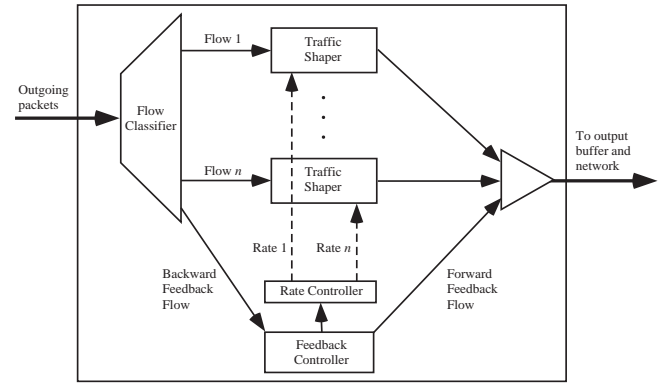 Flow 1
Traffic
Shaper
Outgoing
packets
Flow
Classifier
To output
buffer and
network
Flow n
Traffic
Shaper
Rate 1
Rate n
Backward
Feedback
Flow
Rate Controller
Forward
Feedback
Flow
Feedback
Controller